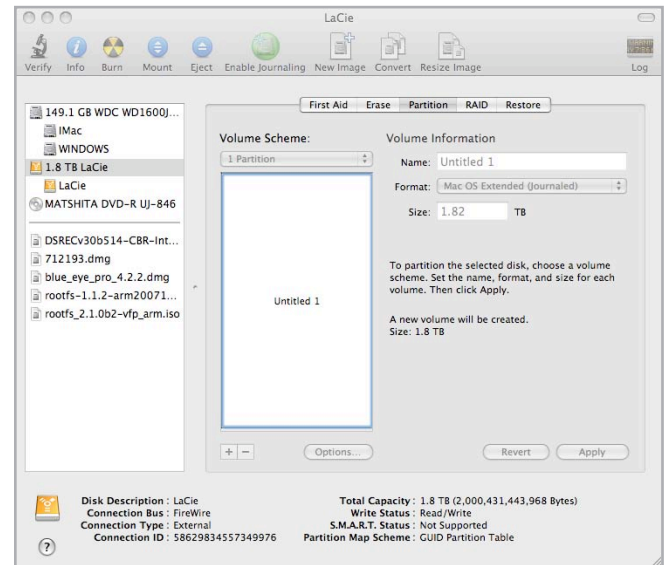 LaCie
Verify Info Burn Mount Eject Enable Journaling New Image Convert Resize Image Log
149.1 GB WDC WD1600J...
IMac
WINDOWS
1.8 TB LaCie
LaCie
MATSHITA DVD-R UJ-846
DSRECv30b514-CBR-Int...
712193.dmg
blue_eye_pro_4.2.2.dmg
rootfs-1.1.2-arm20071...
rootfs_2.1.0b2-vfp_arm.iso
First Aid Erase Partition RAID Restore
Volume Scheme:
1 Partition
Untitled 1
+ − Options...
Volume Information
Name: Untitled 1
Format: Mac OS Extended (Journaled)
Size: 1.82 TB
To partition the selected disk, choose a volume
scheme. Set the name, format, and size for each
volume. Then click Apply.
A new volume will be created.
Size: 1.8 TB
Revert Apply
Disk Description : LaCie
Connection Bus : FireWire
Connection Type : External
Connection ID : 58629834557349976
Total Capacity : 1.8 TB (2,000,431,443,968 Bytes)
Write Status : Read/Write
S.M.A.R.T. Status : Not Supported
Partition Map Scheme : GUID Partition Table
?